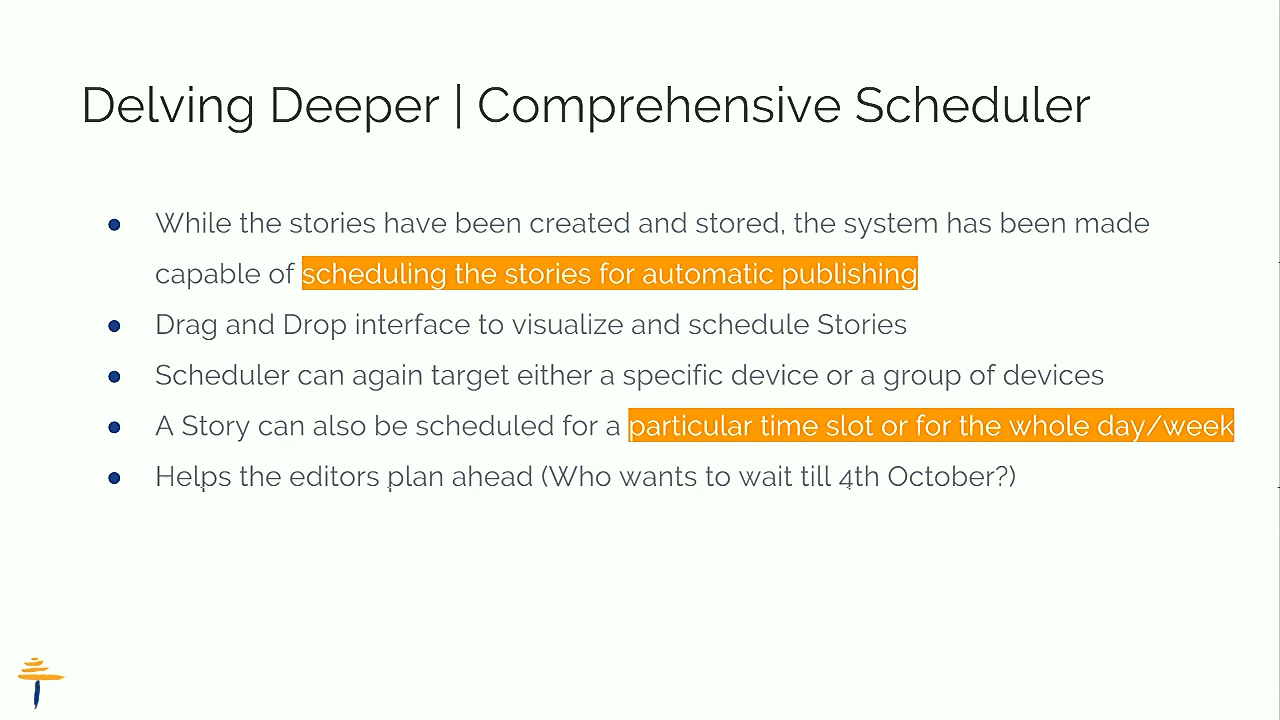 Delving Deeper | Comprehensive Scheduler
● While the stories have been created and stored, the system has been made
capable of scheduling the stories for automatic publishing
● Drag and Drop interface to visualize and schedule Stories
● Scheduler can again target either a specific device or a group of devices
● A Story can also be scheduled for a particular time slot or for the whole day/week
● Helps the editors plan ahead (Who wants to wait till 4th October?)